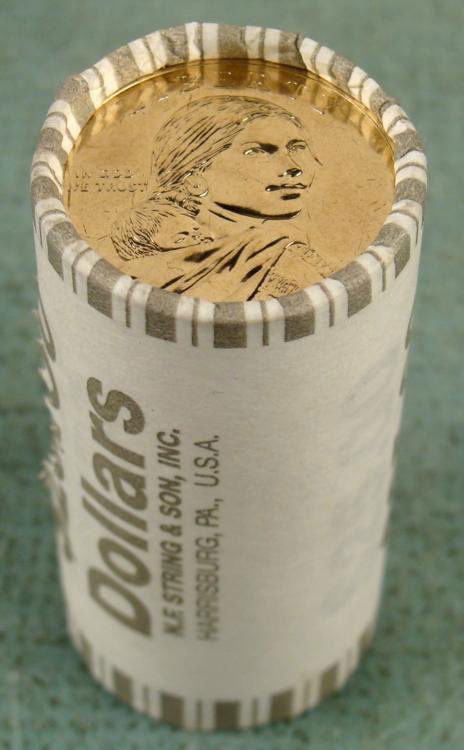 IN GOD
WE TRUST
Dollars
N.F. STRING & SON, INC.
HARRISBURG, PA., U.S.A.